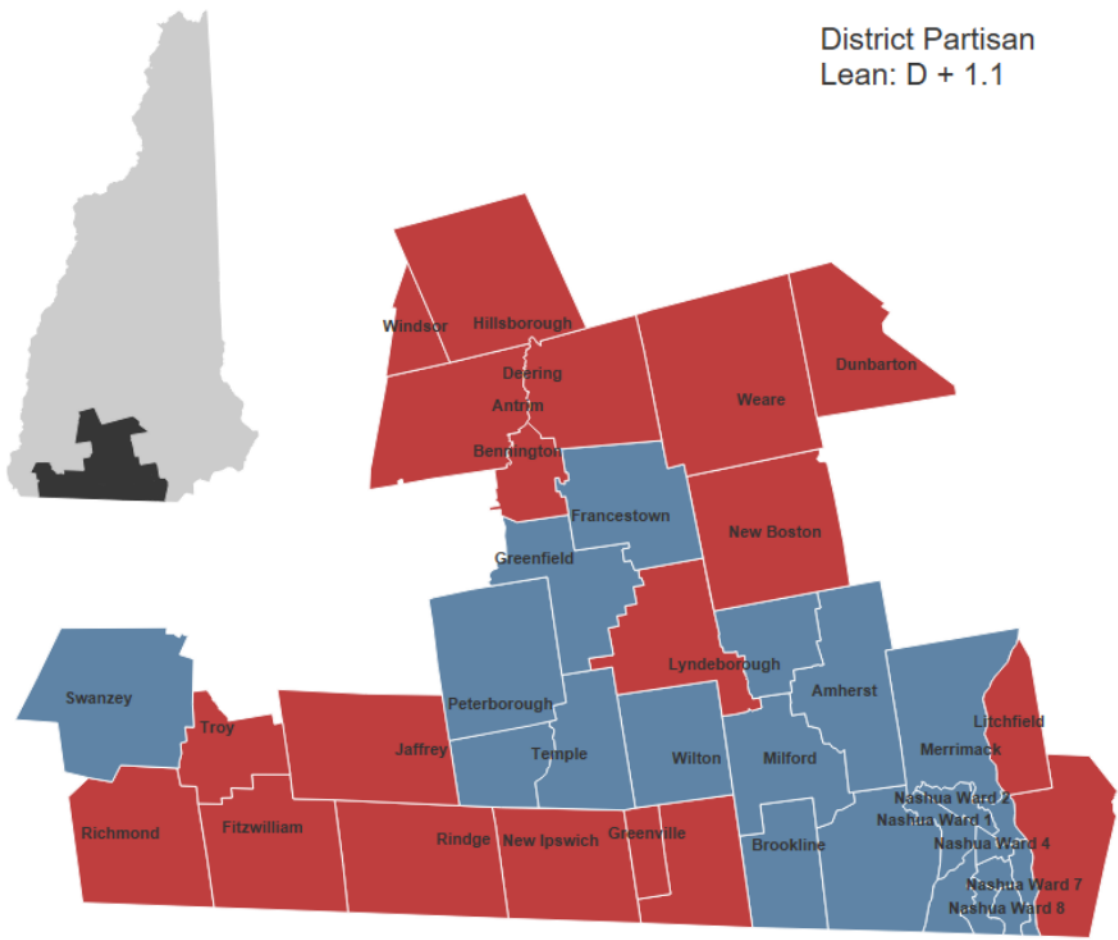 District Partisan
Lean: D + 1.1
Windsor
Hillsborough
Deering
Dunbarton
Antrim
Weare
Bennington
Francestown
New Boston
Greenfield
Lyndeborough
Swanzey
Peterborough
Amherst
Troy
Litchfield
Jaffrey
Temple
Wilton
Milford
Merrimack
Nashua Ward 2
Nashua Ward 1
Richmond
Fitzwilliam
Rindge
New Ipswich
Greenville
Brookline
Nashua Ward 4
Nashua Ward 7
Nashua Ward 8